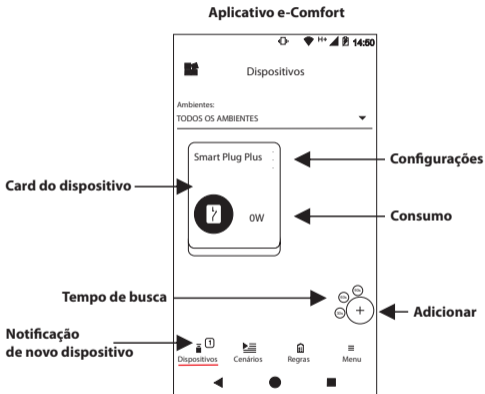 Aplicativo e-Comfort
H+ 14:50
Dispositivos
Ambientes:
TODOS OS AMBIENTES
Smart Plug Plus
Configurações
Card do dispositivo
0W
Consumo
Tempo de busca
+
Adicionar
Notificação
de novo dispositivo
1
Dispositivos Cenários Regras Menu